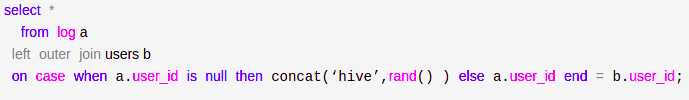 select *
from log a
left outer join users b
on case when a.user_id is null then concat(‘hive’,rand() ) else a.user_id end = b.user_id;